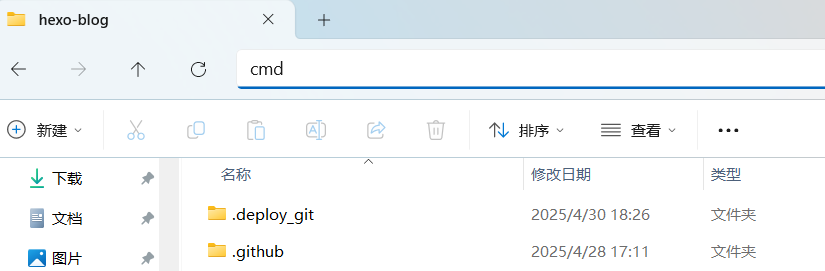 hexo-blog
cmd
新建 排序 查看
名称 修改日期 类型
下载
文档
图片
.deploy_git 2025/4/30 18:26 文件夹
.github 2025/4/28 17:11 文件夹